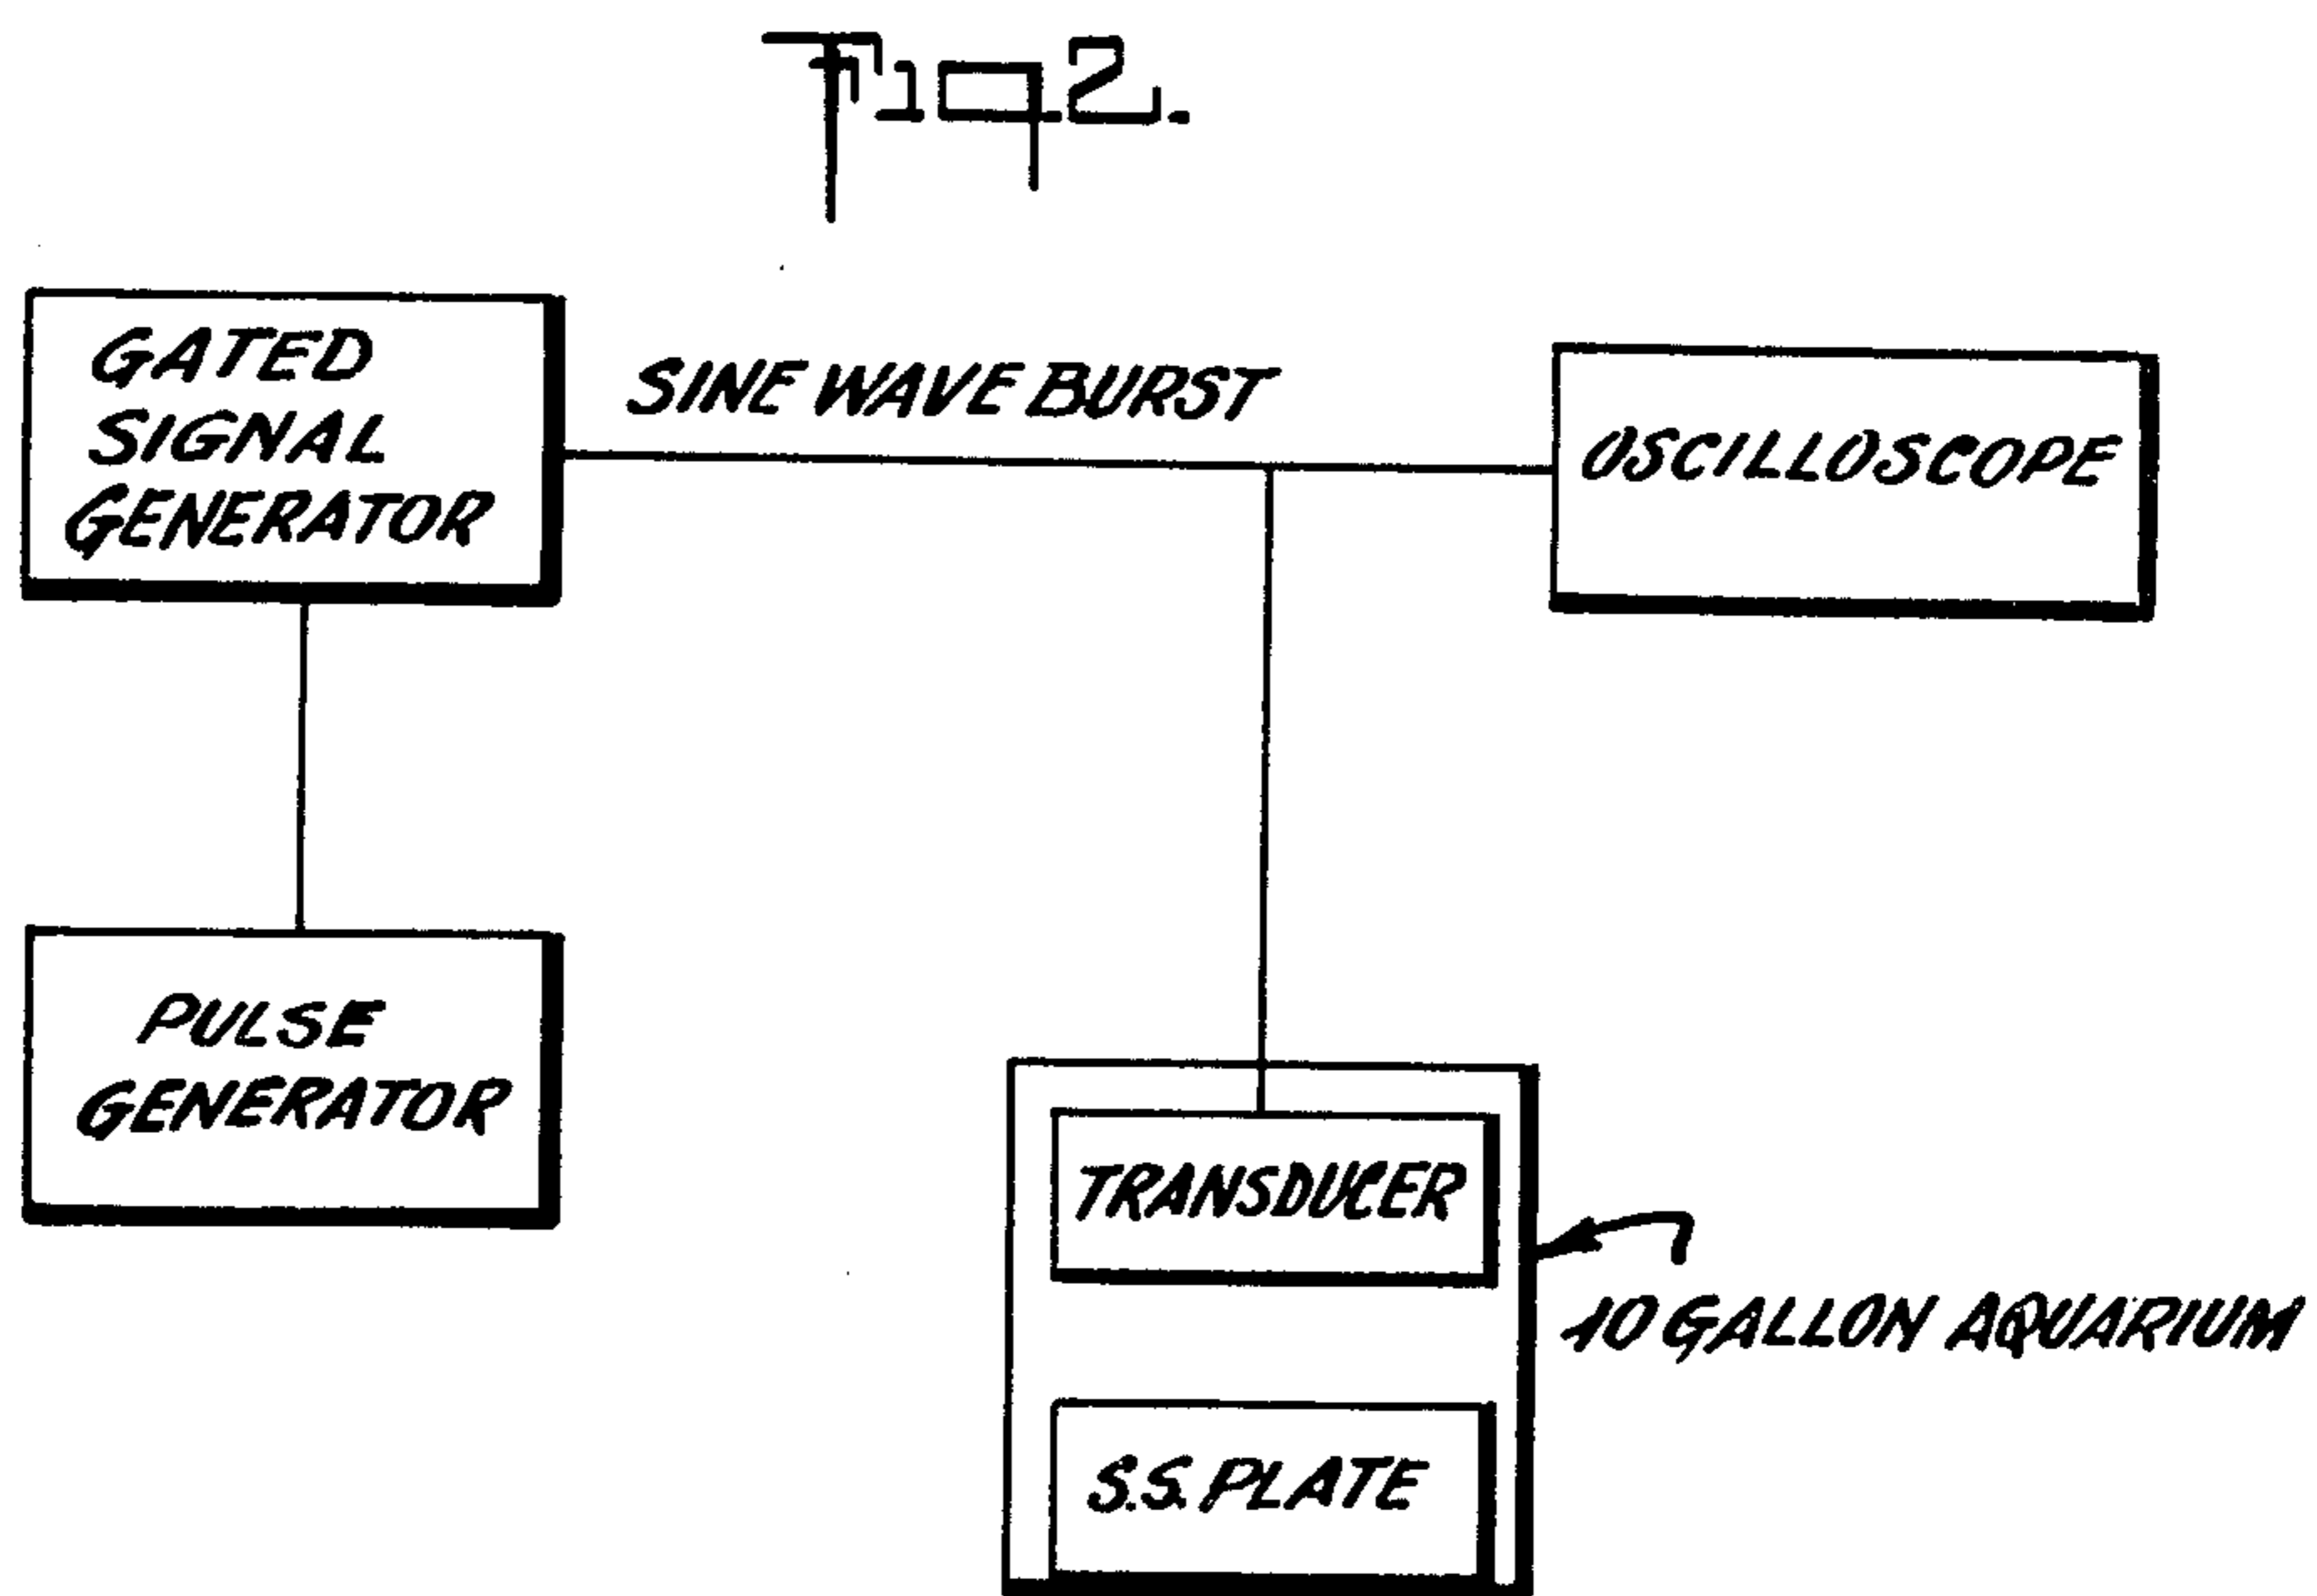 Fig. 2.
GATED
SIGNAL
GENERATOR
SINE WAVE BURST
OSCILLOSCOPE
PULSE
GENERATOR
TRANSDUCER
10 GALLON AQUARIUM
S.S. PLATE